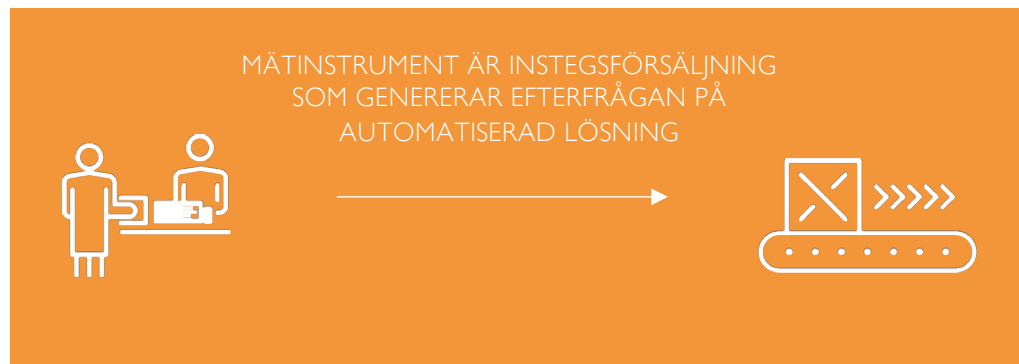 MÄTINSTRUMENT ÄR INSTEGSFÖRSÄLJNING
SOM GENERERAR EFTERFRÅGAN PÅ
AUTOMATISERAD LÖSNING